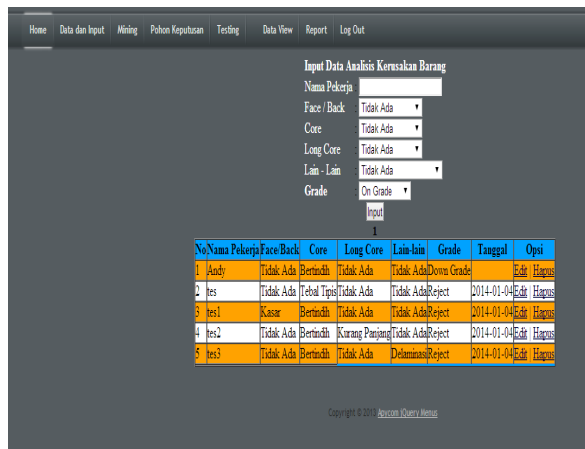 Home Data dan Input Mining Pohon Keputusan Testing Data View Report Log Out
Input Data Analisis Kerusakan Barang
Nama Pekerja :
Face / Back : Tidak Ada
Core : Tidak Ada
Long Core : Tidak Ada
Lain - Lain : Tidak Ada
Grade : On Grade
Input
1
No Nama Pekerja Face/Back Core Long Core Lain-lain Grade Tanggal Opsi
1 Andy Tidak Ada Bertindih Tidak Ada Tidak Ada Down Grade Edit | Hapus
2 tes Tidak Ada Tebal Tipis Tidak Ada Tidak Ada Reject 2014-01-04 Edit | Hapus
3 tes1 Kasar Bertindih Tidak Ada Tidak Ada Reject 2014-01-04 Edit | Hapus
4 tes2 Tidak Ada Bertindih Kurang Panjang Tidak Ada Reject 2014-01-04 Edit | Hapus
5 tes3 Tidak Ada Bertindih Tidak Ada Delaminasi Reject 2014-01-04 Edit | Hapus
Copyright © 2013 Apycom jQuery Menus